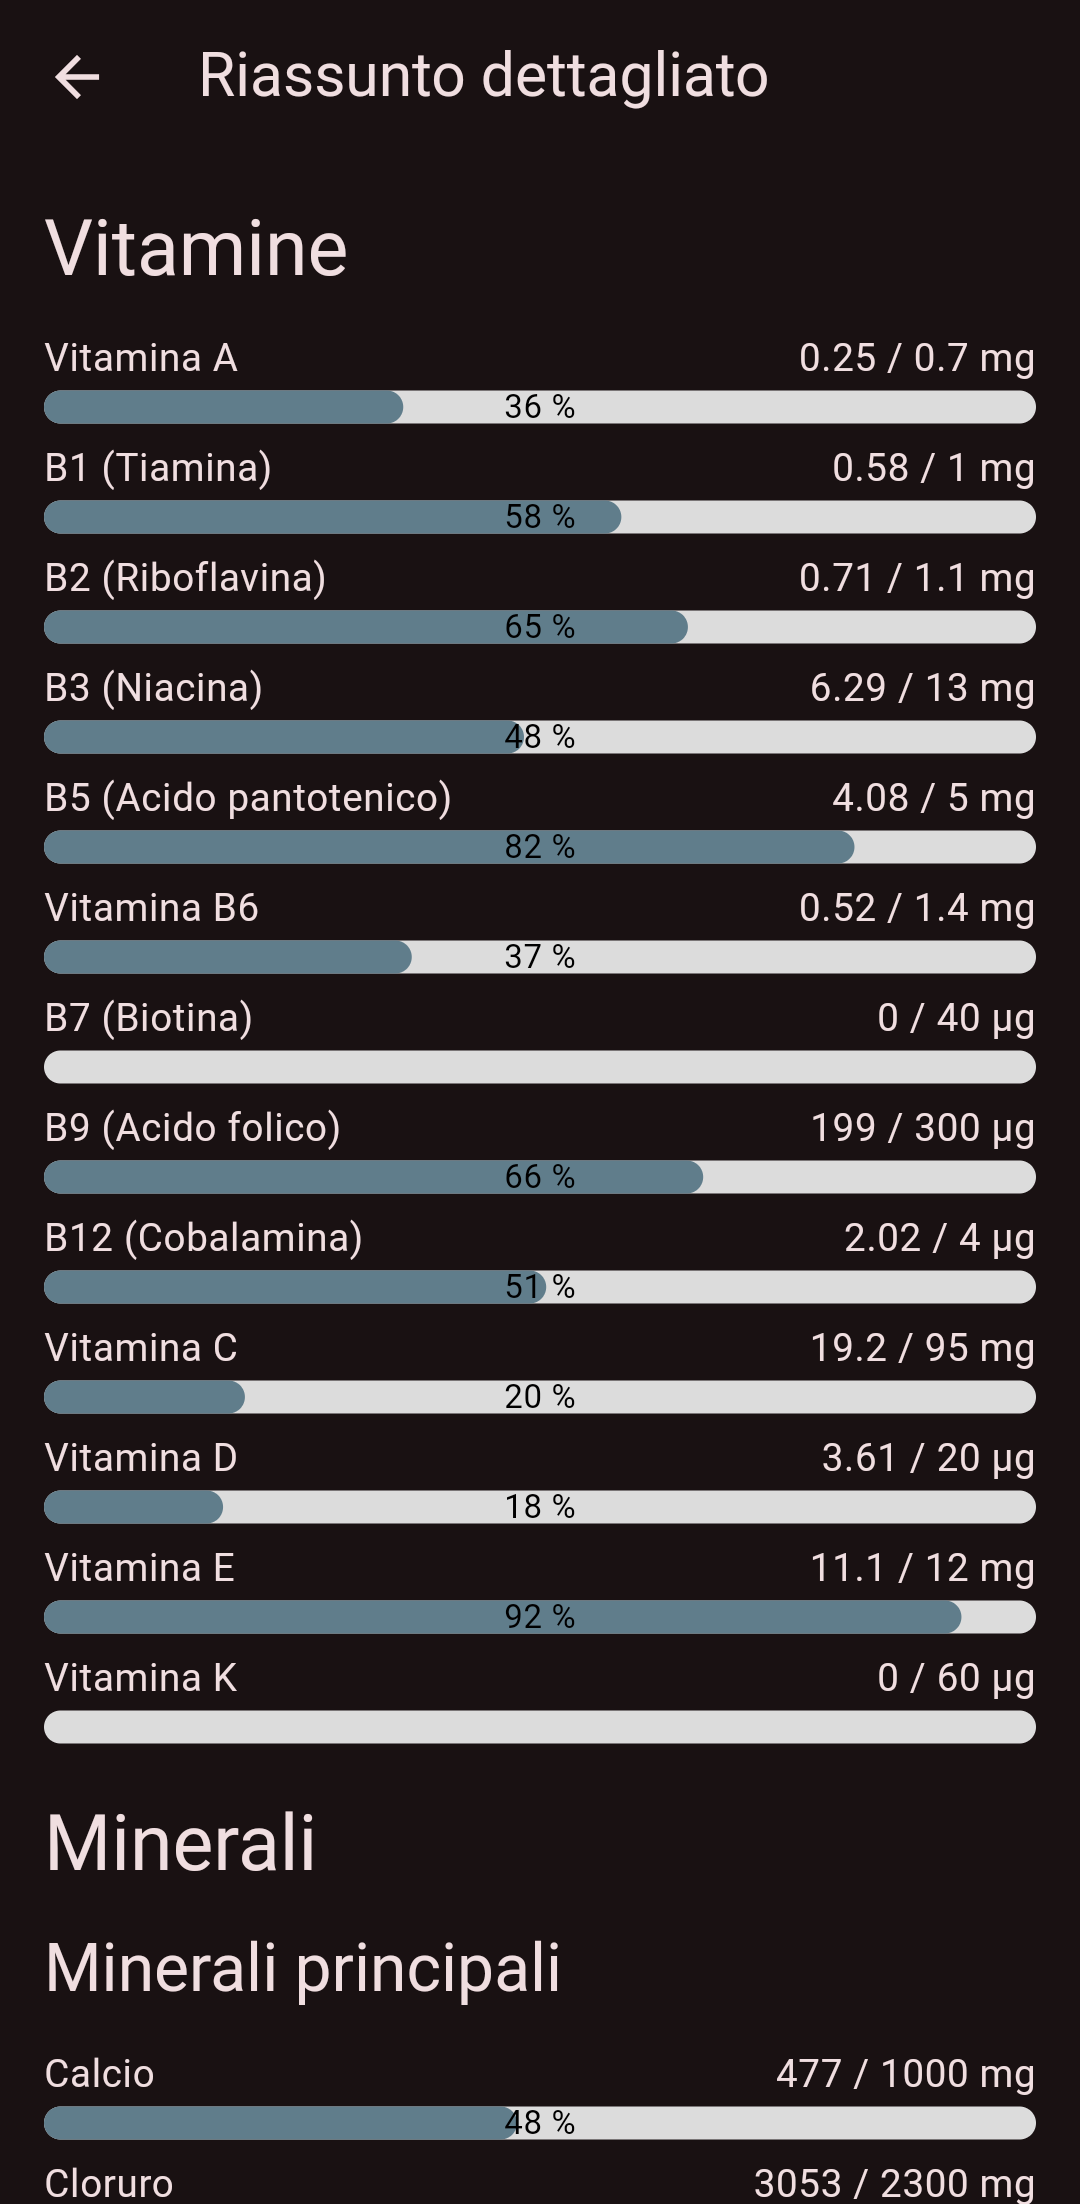 Riassunto dettagliato
Vitamine
Vitamina A 0.25 / 0.7 mg
36 %
B1 (Tiamina) 0.58 / 1 mg
58 %
B2 (Riboflavina) 0.71 / 1.1 mg
65 %
B3 (Niacina) 6.29 / 13 mg
48 %
B5 (Acido pantotenico) 4.08 / 5 mg
82 %
Vitamina B6 0.52 / 1.4 mg
37 %
B7 (Biotina) 0 / 40 µg
B9 (Acido folico) 199 / 300 µg
66 %
B12 (Cobalamina) 2.02 / 4 µg
51 %
Vitamina C 19.2 / 95 mg
20 %
Vitamina D 3.61 / 20 µg
18 %
Vitamina E 11.1 / 12 mg
92 %
Vitamina K 0 / 60 µg
Minerali
Minerali principali
Calcio 477 / 1000 mg
48 %
Cloruro 3053 / 2300 mg